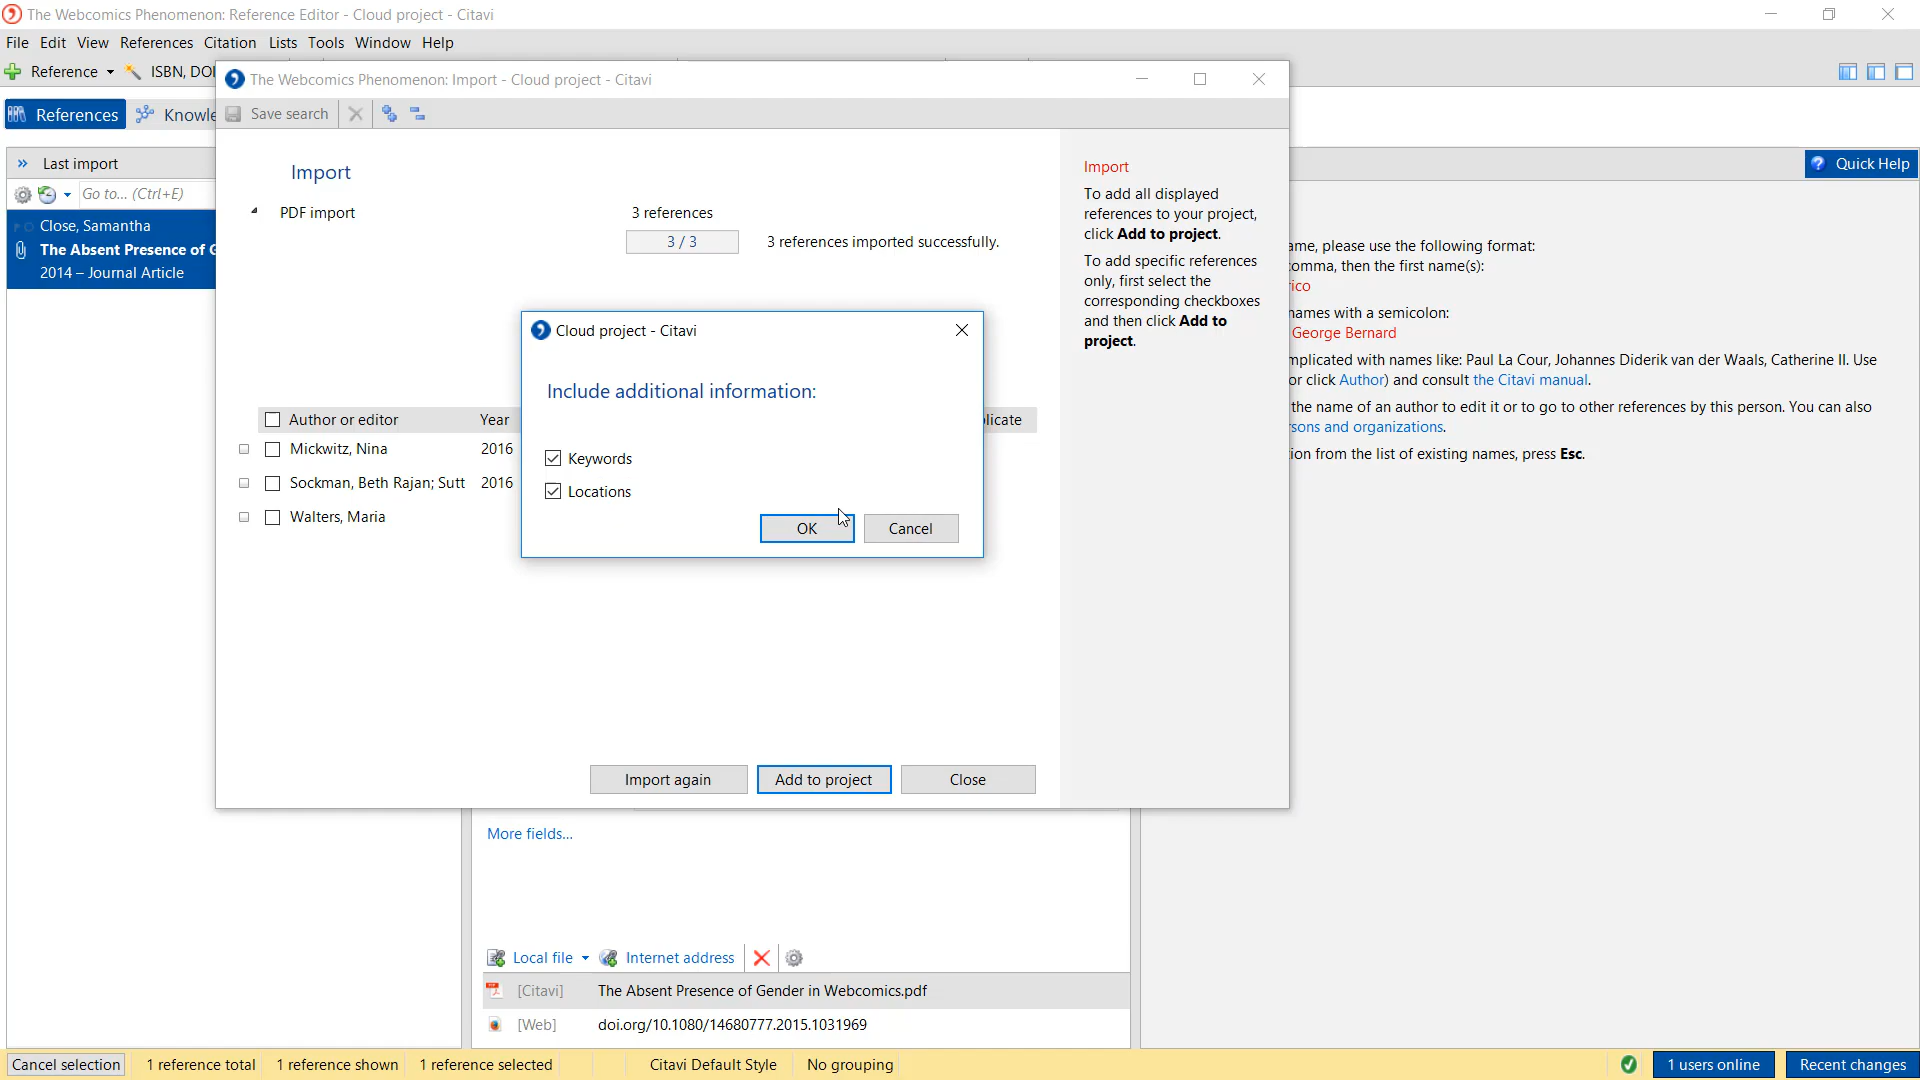 The Webcomics Phenomenon: Reference Editor - Cloud project - Citavi
File Edit View References Citation Lists Tools Window Help
Reference ISBN, DOI
The Webcomics Phenomenon: Import - Cloud project - Citavi
References Knowle
Save search
Last import
Quick Help
Go to... (Ctrl+E)
Close, Samantha
The Absent Presence of G
2014 – Journal Article
Import
PDF import
3 references
3 / 3
3 references imported successfully.
Import
To add all displayed
references to your project,
click Add to project.
To add specific references
only, first select the
corresponding checkboxes
and then click Add to
project.
ame, please use the following format:
comma, then the first name(s):
rico
names with a semicolon:
George Bernard
mplicated with names like: Paul La Cour, Johannes Diderik van der Waals, Catherine II. Use
or click Author) and consult the Citavi manual.
the name of an author to edit it or to go to other references by this person. You can also
rsons and organizations.
ion from the list of existing names, press Esc.
Cloud project - Citavi
Include additional information:
Keywords
Locations
OK
Cancel
Author or editor Year licate
Mickwitz, Nina 2016
Sockman, Beth Rajan; Sutt 2016
Walters, Maria
Import again
Add to project
Close
More fields...
Local file
Internet address
[Citavi] The Absent Presence of Gender in Webcomics.pdf
[Web] doi.org/10.1080/14680777.2015.1031969
Cancel selection
1 reference total
1 reference shown
1 reference selected
Citavi Default Style
No grouping
1 users online
Recent changes